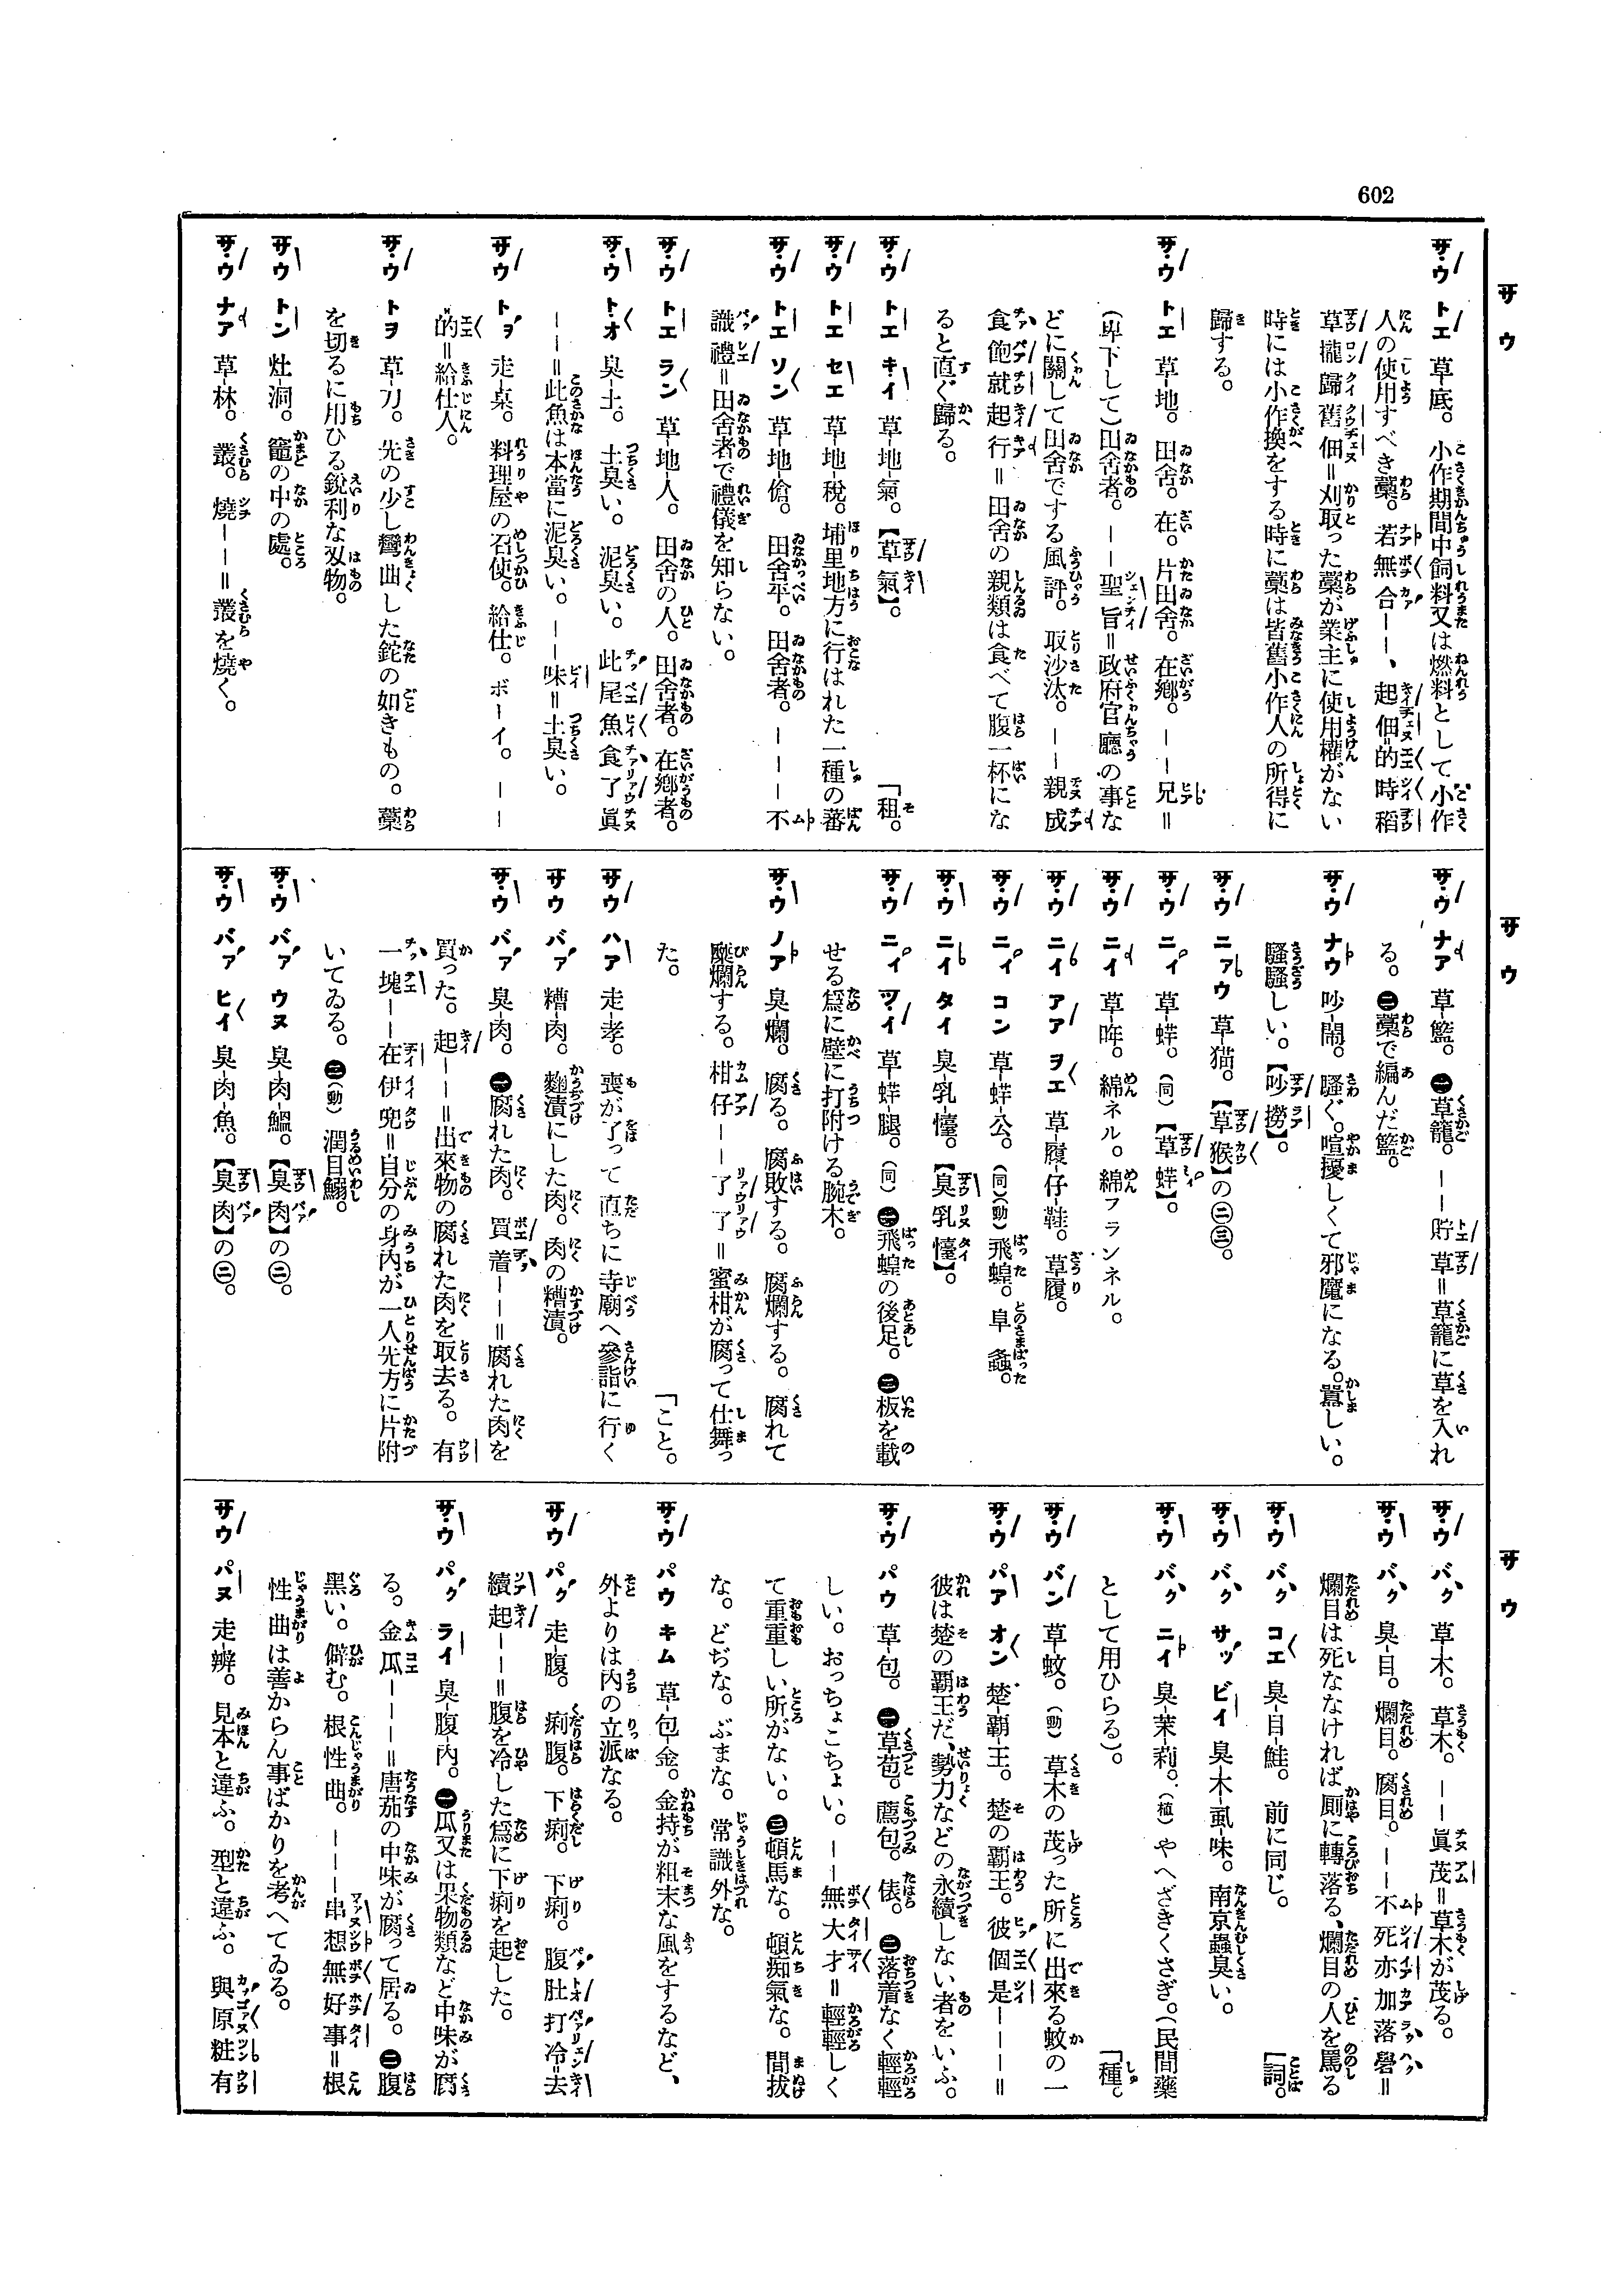 602
サウ
サウ トエ 草-底。小作期間中飼料又は燃料として小作
人の使用すべき藁。若無合——、起佃的時稻
草攏歸舊佃=刈取った藁が業主に使用權がない
時には小作換をする時に藁は皆舊小作人の所得に
歸する。
サウ トエ 草-地。田舍。在。片田舍。在鄕。——兄=
(卑下して)田舍者。——聖旨=政府官廳の事な
どに關して田舍でする風評。取沙汰。——親成
食飽就起行=田舍の親類は食べて腹一杯にな
ると直ぐ歸る。
サウ トエ キイ 草-地-氣。【草氣】。 「租。
サウ トエ セエ 草-地-稅。埔里地方に行はれた一種の蕃
サウ トエ ソン 草-地-傖。田舍平。田舍者。———不
識禮=田舍者で禮儀を知らない。
サウ トエ ラン 草-地-人。田舍の人。田舍者。在鄕者。
サウ トオ 臭-土。土臭い。泥臭い。此尾魚食了眞
——=此魚は本當に泥臭い。——味=土臭い。
サウ トヲ 走-桌。料理屋の召使。給仕。ボーイ。——
的=給仕人。
サウ トヲ 草-刀。先の少し彎曲した鉈の如きもの。藁
を切るに用ひる銳利な刄物。
サウ トン 灶-洞。竈の中の處。
サウ ナア 草-林。叢。燒——=叢を燒く。
サウ
サウ ナア 草-籃。㊀草籠。——貯草=草籠に草を入れ
る。㊁藁で編んだ籃。
サウ ナウ 吵-鬧。騷ぐ。喧擾しくて邪魔になる。囂しい。
騷騷しい。【吵撈】。
サウ ニァウ 草-猫。【草猴】の㊁㊂。
サウ ニイ 草-蜢。(同)【草蜢】。
サウ ニイ 草-哖。綿ネル。綿フランネル。
サウ ニイ アア ヲエ 草-履-仔-鞋。草履。
サウ ニイ コン 草-蜢-公。(同)(動)飛蝗。阜螽。
サウ ニイ タイ 臭-乳-懛。【臭乳懛】。
サウ ニイ 草-蜢-腿。(同)㊀飛蝗の後足。㊁板を載
せる爲に壁に打附ける腕木。
サウ ノア 臭-爛。腐る。腐敗する。腐爛する。腐れて
糜爛する。柑仔——了了=蜜柑が腐って仕舞っ
た。 「こと。
サウ ハア 走-孝。喪が了って直ちに寺廟へ參詣に行く
サウ バア 糟-肉。麴漬にした肉。肉の糟漬。
サウ バア 臭-肉。㊀腐れた肉。買着——=腐れた肉を
買った。起——=出來物の腐れた肉を取去る。有
一塊——在伊兜=自分の身內が一人先方に片附
いてゐる。㊁(動)潤目鰯。
サウ バア ウヌ 臭-肉-鰮。【臭肉】の㊁。
サウ バア ヒイ 臭-肉-魚。【臭肉】の㊁。
サウ
サウ バク 草-木。草木。——眞茂=草木が茂る。
サウ バク 臭-目。爛目。腐目。——不死亦加落礐=
爛目は死ななければ厠に轉落る、爛目の人を罵る
サウ バク コエ 臭-目-鮭。前に同じ。 「詞。
サウ バク サッ ビイ 臭-木-虱-味。南京蟲臭い。
サウ バク ニイ 臭-茉-莉。(植)やへざきくさぎ。(民間藥
として用ひらる)。 「種。
サウ バン 草-蚊。(動)草木の茂った所に出來る蚊の一
サウ パア オン 楚-霸-王。楚の霸王。彼個是———=
彼は楚の霸王だ、勢力などの永續しない者をいふ。
サウ パウ 草-包。㊀草苞。薦包。俵。㊁落着なく輕輕
しい。おっちょこちょい。——無大才=輕輕しく
て重重しい所がない。㊂頓馬な。頓痴氣な。間拔
な。どぢな。ぶまな。常識外な。
サウ パウ キム 草-包-金。金持が粗末な風をするなど、
外よりは內の立派なる。
サウ パク 走-腹。痢腹。下痢。下痢。腹肚打冷去
續起——=腹を冷した爲に下痢を起した。
サウ パク ライ 臭-腹-內。㊀瓜又は果物類など中味が腐
る。金瓜———=唐茄の中味が腐って居る。㊁腹
黑い。僻む。根性曲。———串想無好事=根
性曲は善からん事ばかりを考へてゐる。
サウ パヌ 走-辨。見本と違ふ。型と違ふ。與原粧有